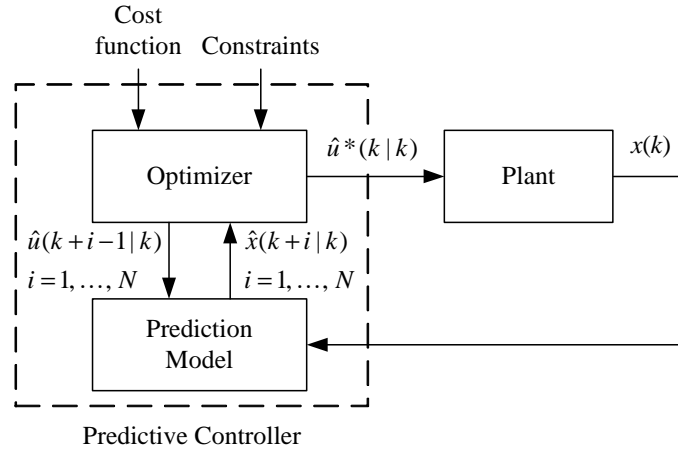 Cost
function
Constraints
Optimizer
û*(k | k)
Plant
x(k)
û(k+i−1| k)
i=1,…, N
x̂(k+i | k)
i=1,…, N
Prediction
Model
Predictive Controller